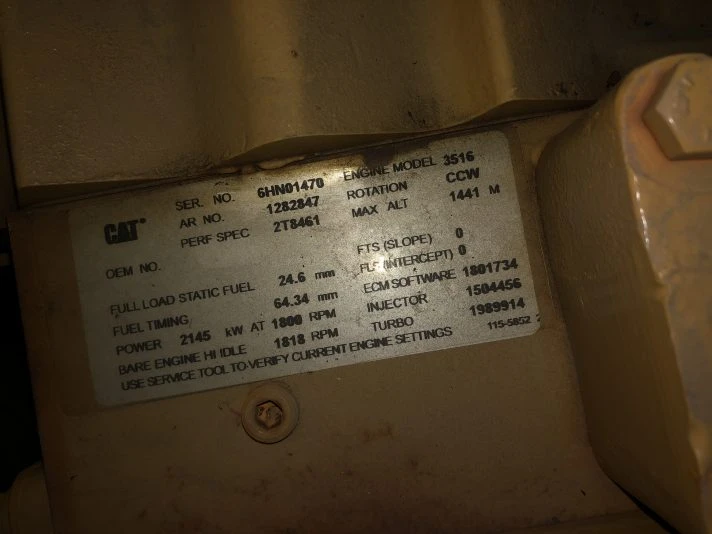 CAT®
SER. NO. 6HN01470 ENGINE MODEL 3516
AR NO. 1282847 ROTATION CCW
PERF SPEC 2T8461 MAX ALT 1441 M
OEM NO.
FULL LOAD STATIC FUEL 24.6 mm FTS (SLOPE) 0
FUEL TIMING 64.34 mm (INTERCEPT) 0
POWER 2145 kW AT 1800 RPM ECM SOFTWARE 1801734
BARE ENGINE HI IDLE 1818 RPM INJECTOR 1504456
TURBO 1989914
USE SERVICE TOOL TO VERIFY CURRENT ENGINE SETTINGS 115-5852 2